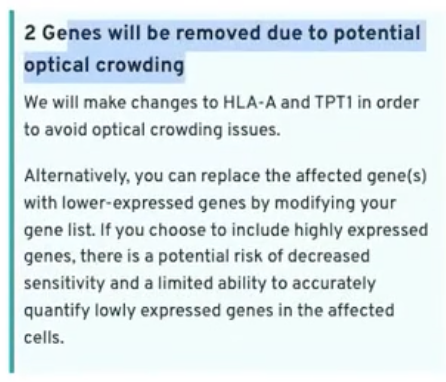 2 Genes will be removed due to potential
optical crowding
We will make changes to HLA-A and TPT1 in order
to avoid optical crowding issues.
Alternatively, you can replace the affected gene(s)
with lower-expressed genes by modifying your
gene list. If you choose to include highly expressed
genes, there is a potential risk of decreased
sensitivity and a limited ability to accurately
quantify lowly expressed genes in the affected
cells.